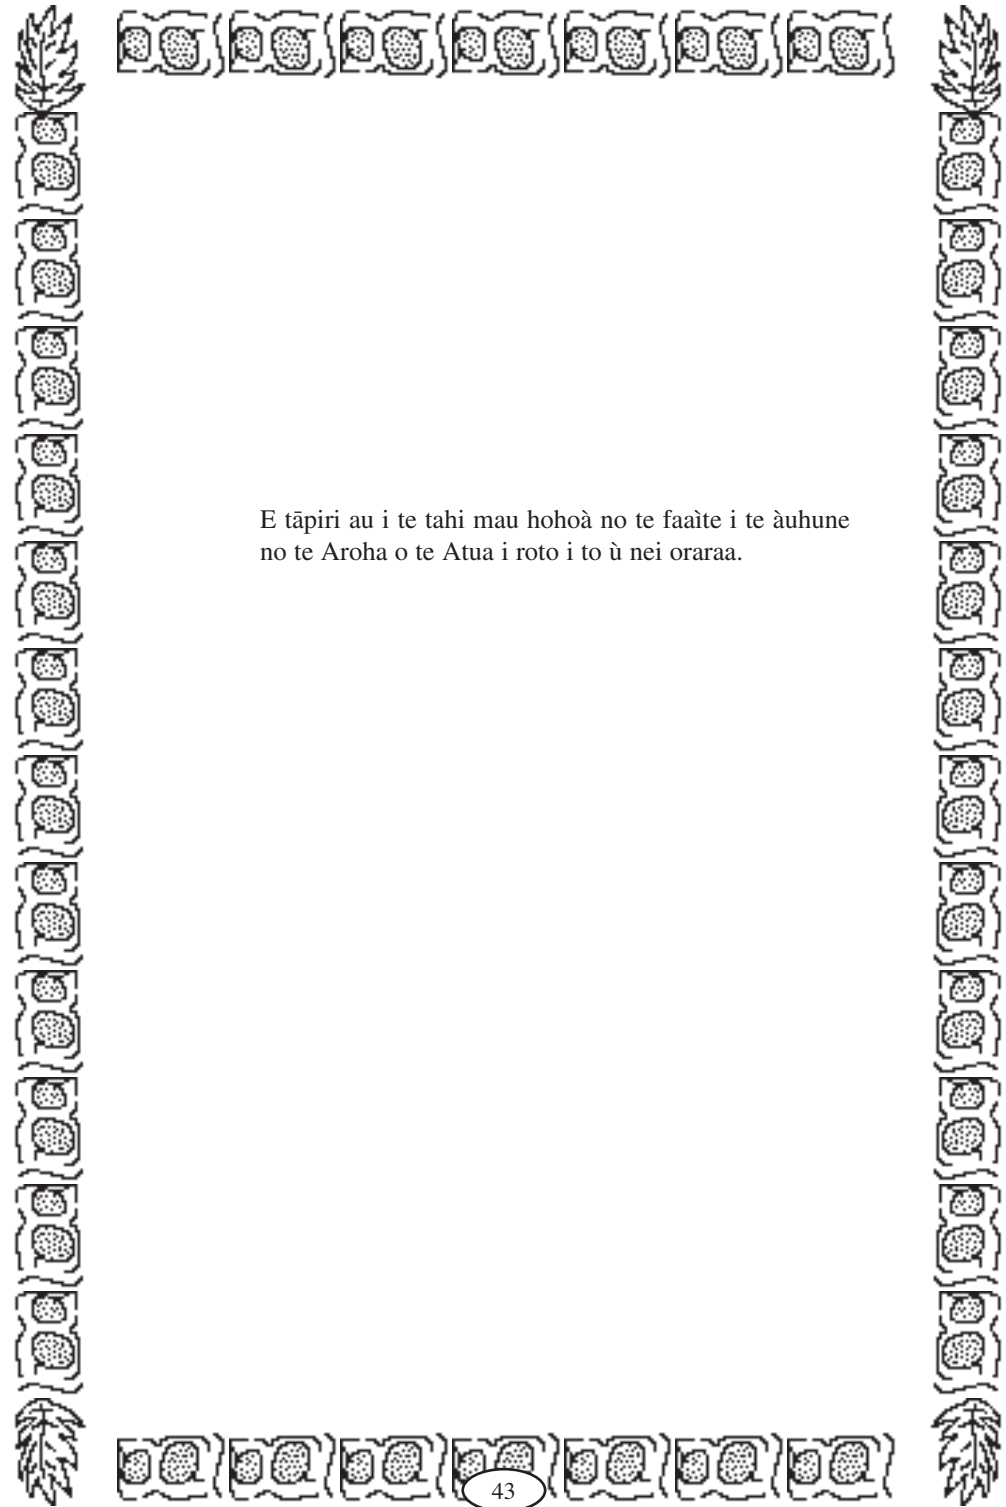 E tāpiri au i te tahi mau hohoà no te faaìte i te àuhune
no te Aroha o te Atua i roto i to ù nei oraraa.
43